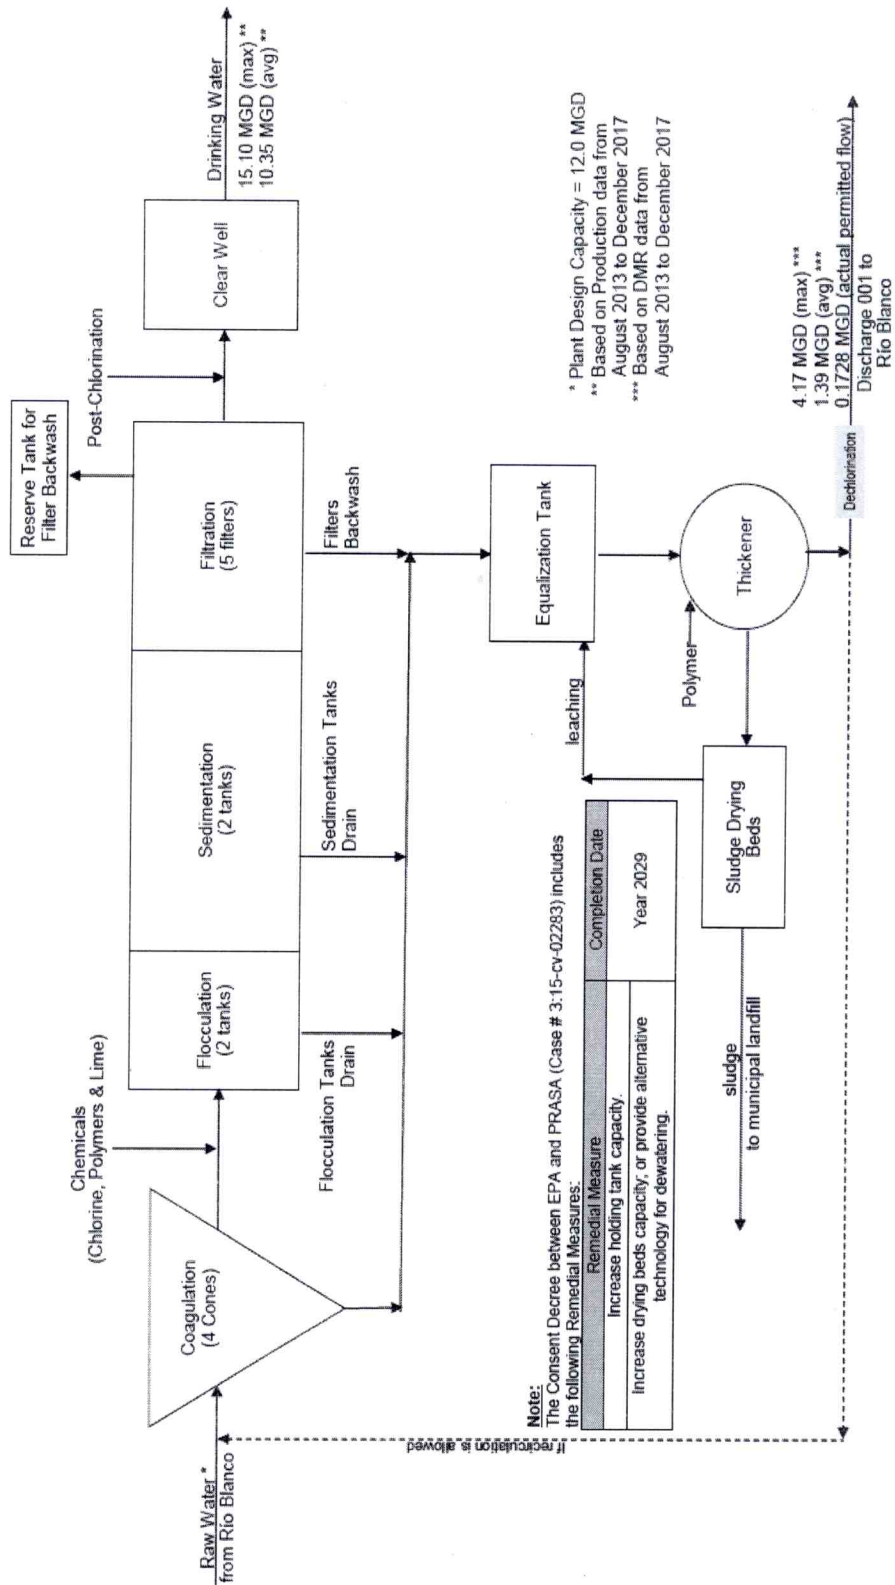 Raw Water *
from Río Blanco
Coagulation
(4 Cones)
Chemicals
(Chlorine, Polymers & Lime)
Flocculation
(2 tanks)
Sedimentation
(2 tanks)
Filtration
(5 filters)
Reserve Tank for
Filter Backwash
Post-Chlorination
Clear Well
Drinking Water
15.10 MGD (max) **
10.35 MGD (avg) **
Flocculation Tanks
Drain
Sedimentation Tanks
Drain
Filters
Backwash
Equalization Tank
leaching
Polymer
Thickener
Sludge Drying
Beds
sludge
to municipal landfill
* Plant Design Capacity = 12.0 MGD
** Based on Production data from
August 2013 to December 2017
*** Based on DMR data from
August 2013 to December 2017
4.17 MGD (max) ***
1.39 MGD (avg) ***
0.1728 MGD (actual permitted flow)
Discharge 001 to
Río Blanco
Dechlorination
If recirculation is allowed
Note:
The Consent Decree between EPA and PRASA (Case # 3:15-cv-02283) includes
the following Remedial Measures:
Remedial Measure
Completion Date
Increase holding tank capacity.
Increase drying beds capacity; or provide alternative
technology for dewatering.
Year 2029